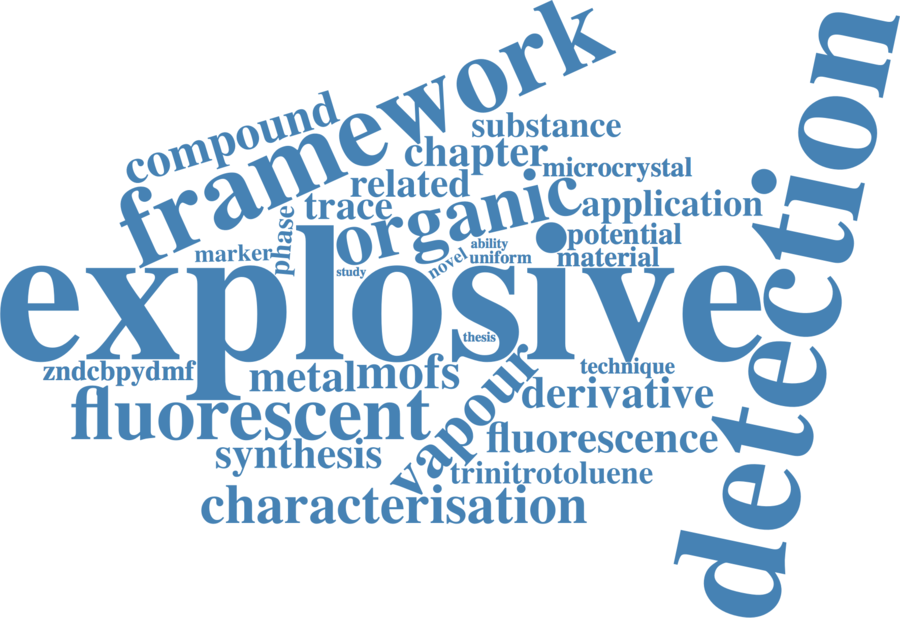 framework
detection
compound
substance
chapter
microcrystal
related
trace
organic
application
phase
marker
ability
potential
novel
uniform
material
study
explosive
thesis
zndcbpydmf
metal
mofs
technique
vapour
derivative
fluorescent
fluorescence
synthesis
trinitrotoluene
characterisation